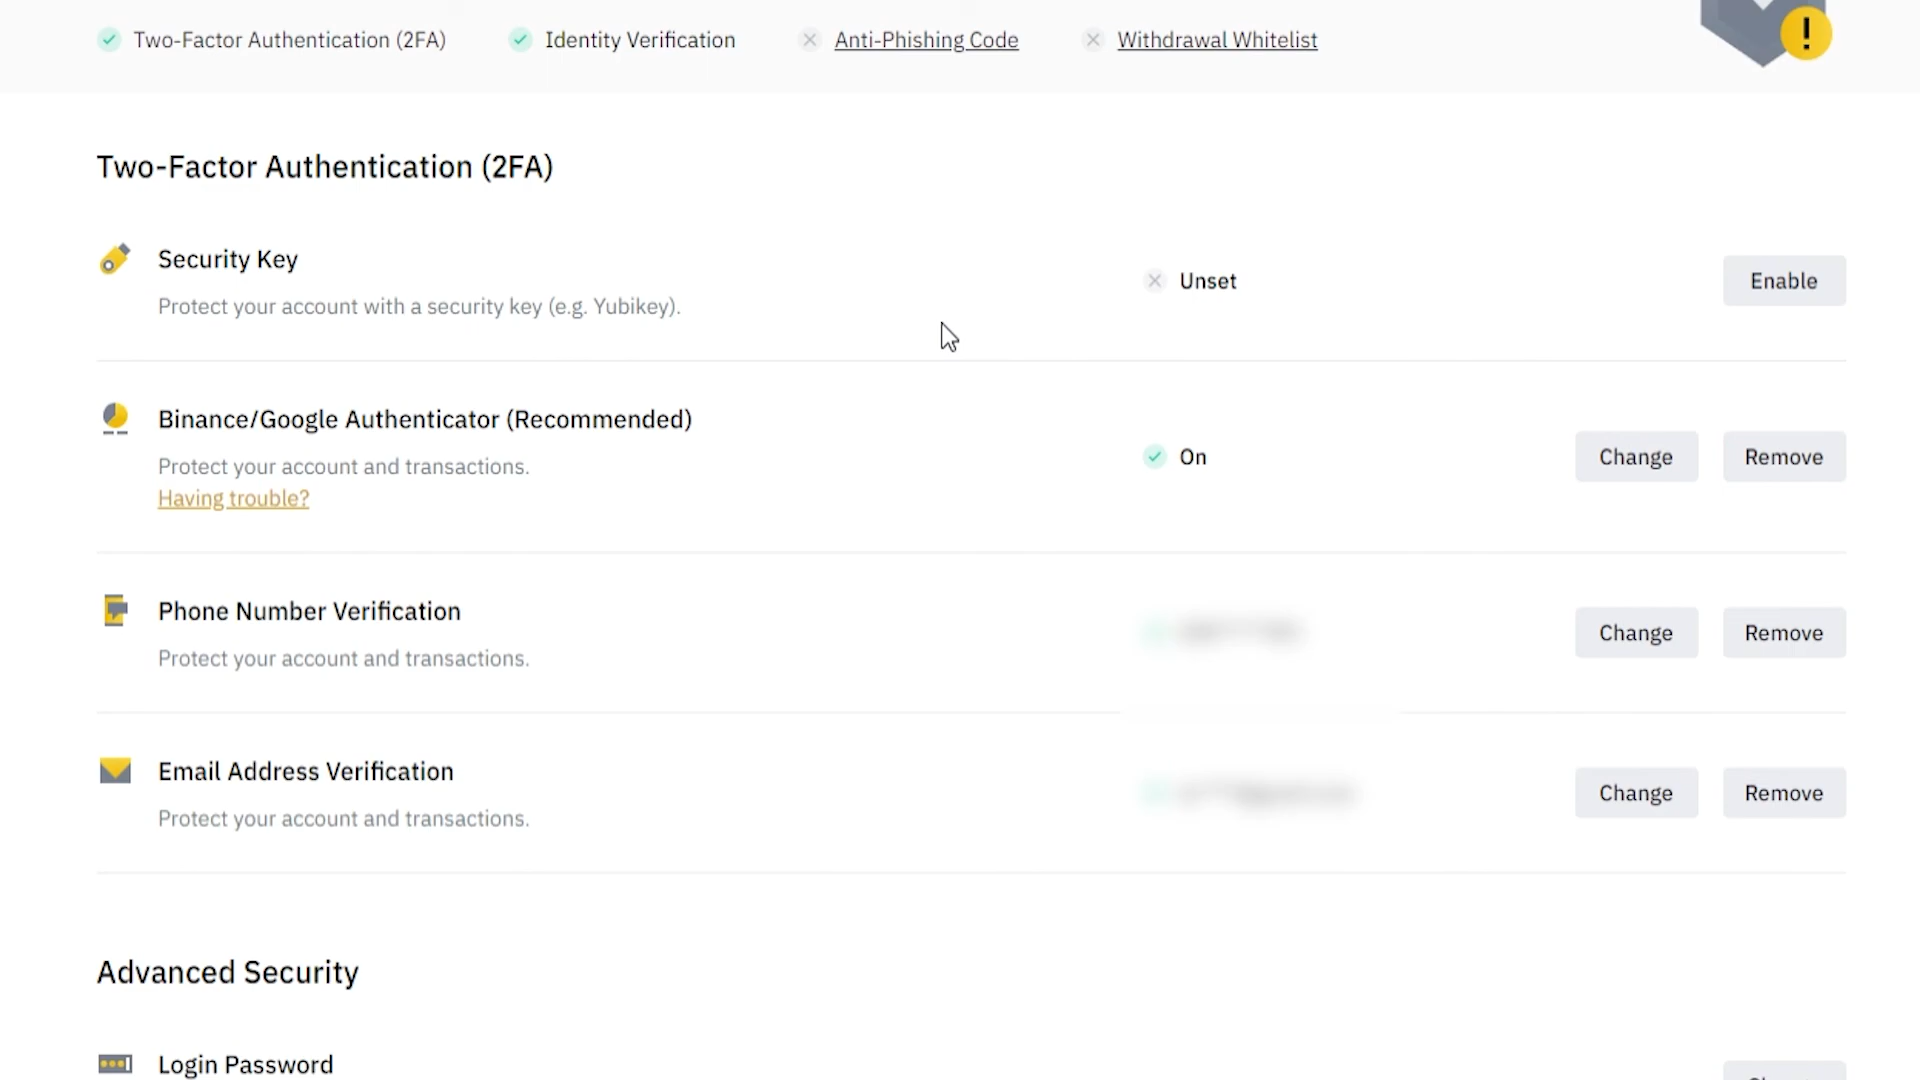 Two-Factor Authentication (2FA) Identity Verification Anti-Phishing Code Withdrawal Whitelist
Two-Factor Authentication (2FA)
Security Key
Protect your account with a security key (e.g. Yubikey).
Unset
Enable
Binance/Google Authenticator (Recommended)
Protect your account and transactions.
Having trouble?
On
Change Remove
Phone Number Verification
Protect your account and transactions.
Change Remove
Email Address Verification
Protect your account and transactions.
Change Remove
Advanced Security
Login Password